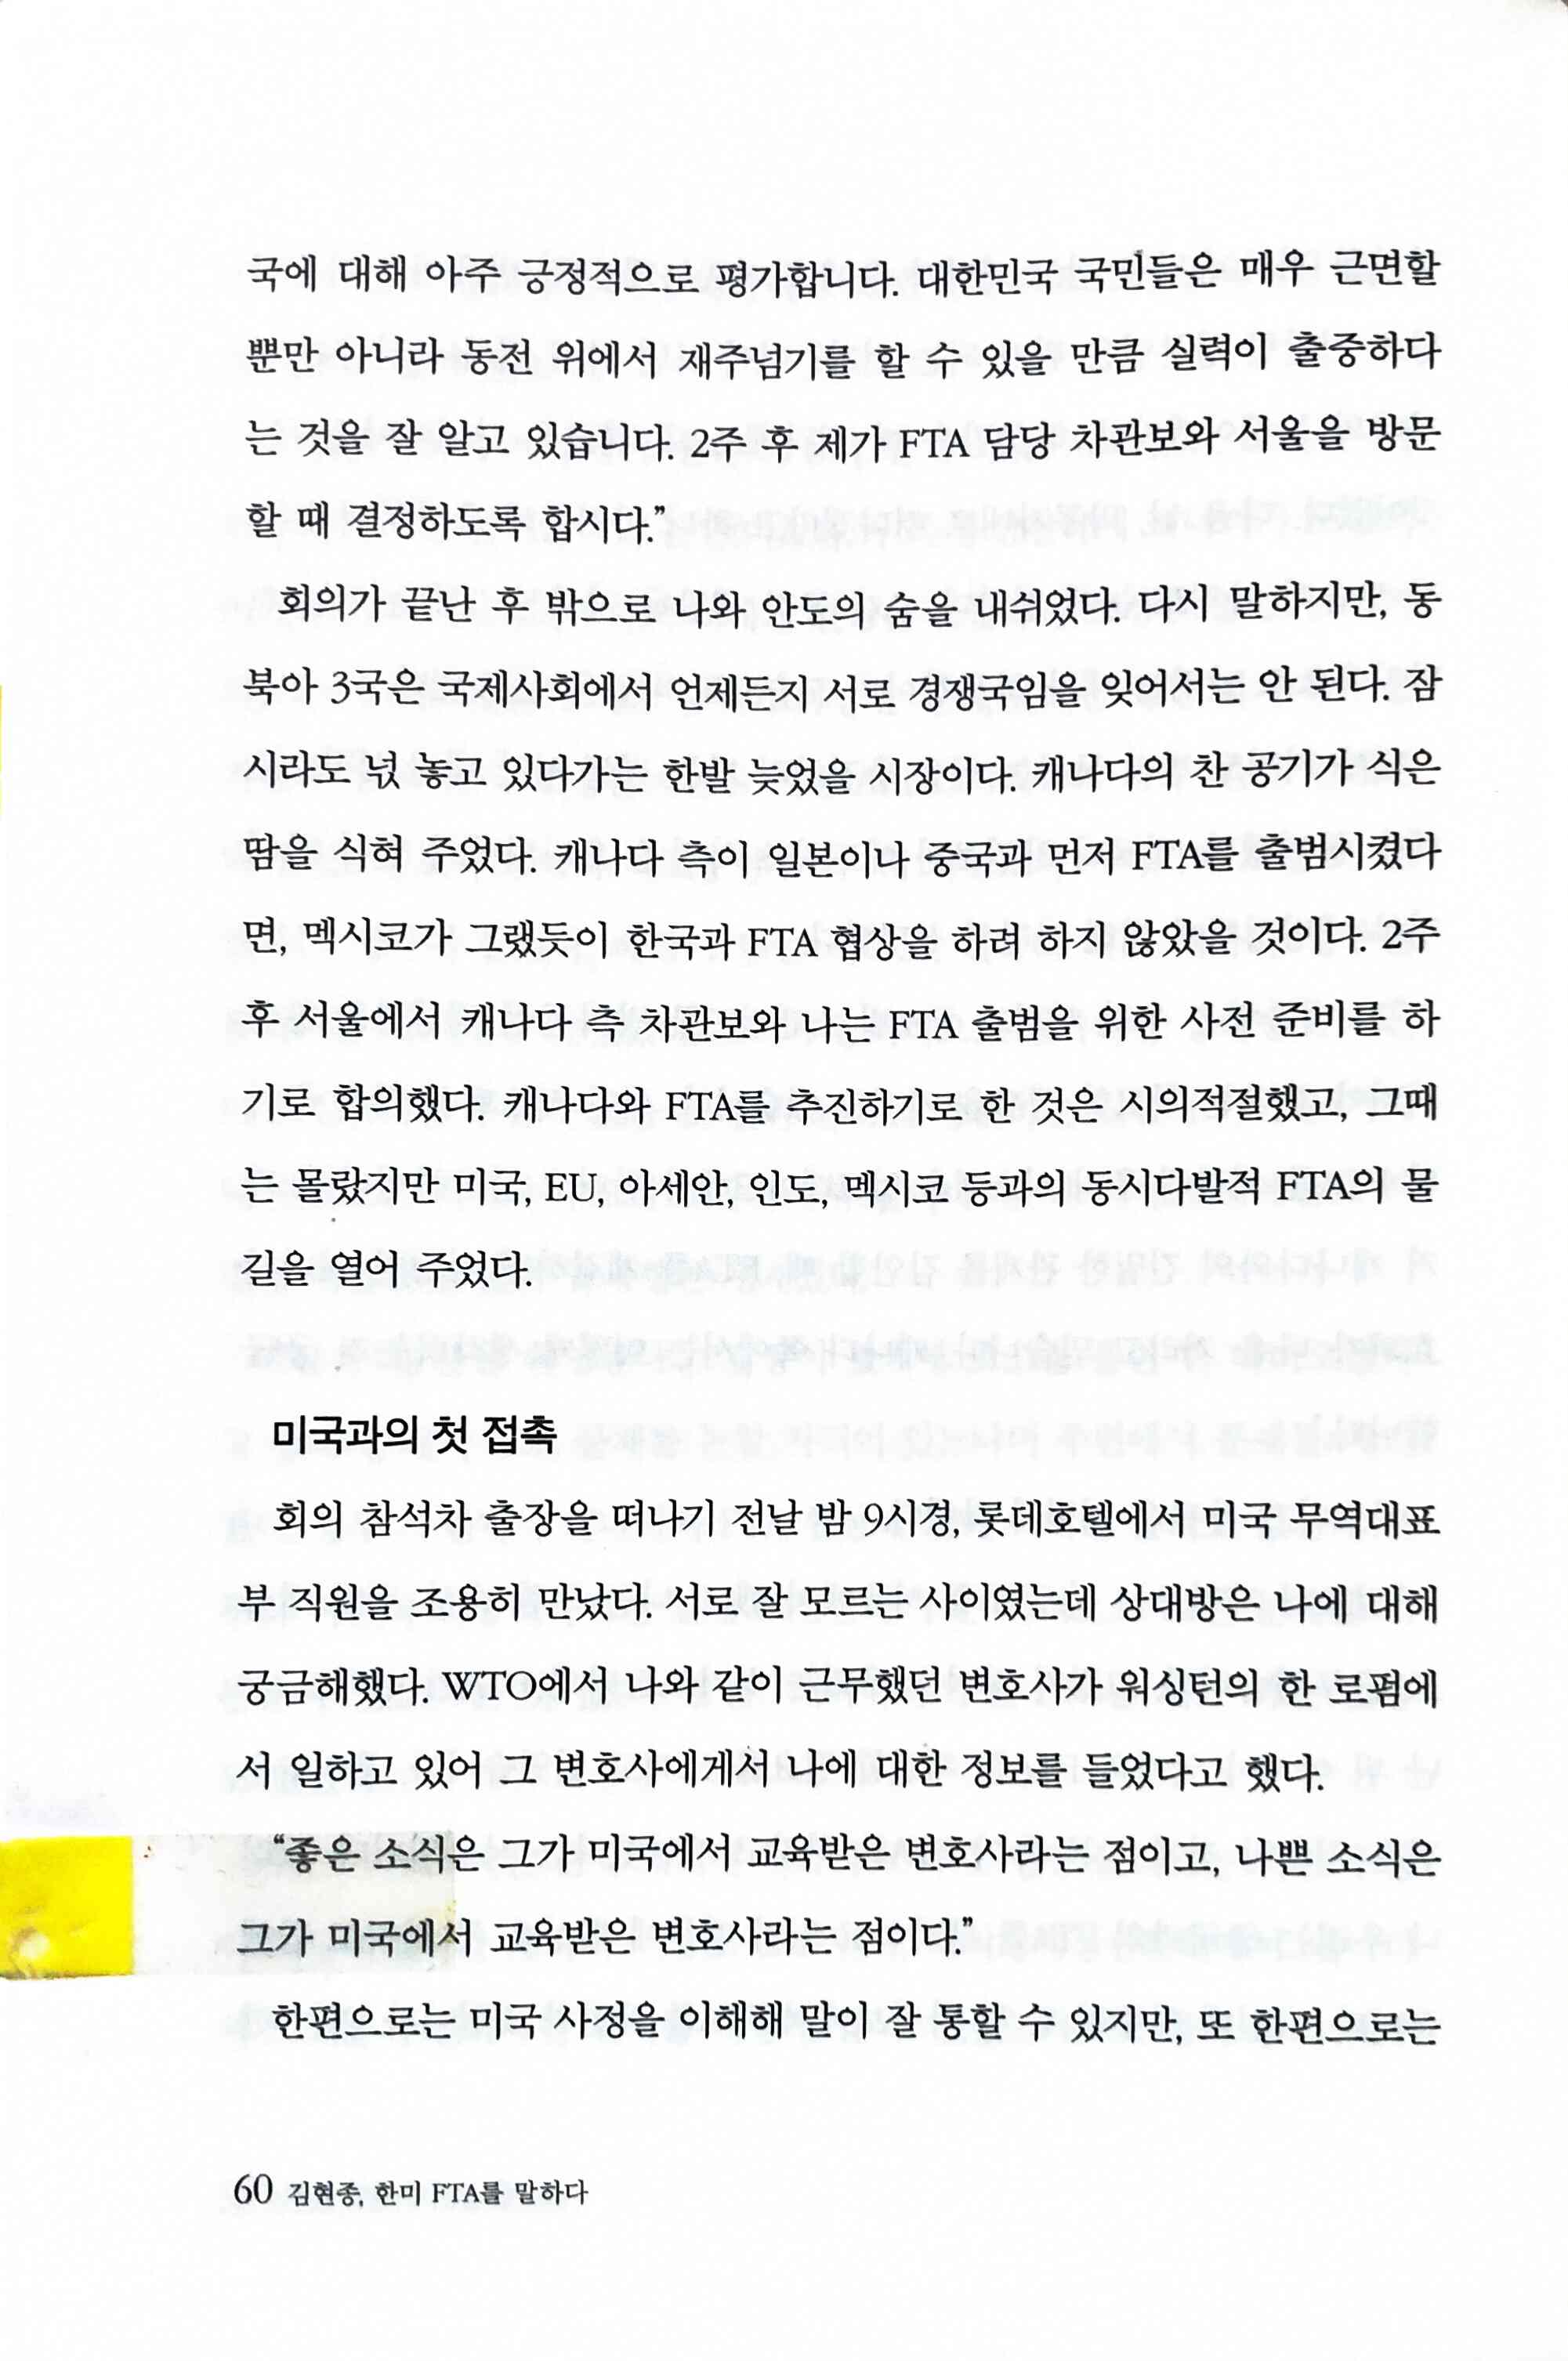 국에 대해 아주 긍정적으로 평가합니다. 대한민국 국민들은 매우 근면할
뿐만 아니라 동전 위에서 재주넘기를 할 수 있을 만큼 실력이 출중하다
는 것을 잘 알고 있습니다. 2주 후 제가 FTA 담당 차관보와 서울을 방문
할 때 결정하도록 합시다.”
회의가 끝난 후 밖으로 나와 안도의 숨을 내쉬었다. 다시 말하지만, 동
북아 3국은 국제사회에서 언제든지 서로 경쟁국임을 잊어서는 안 된다. 잠
시라도 넋 놓고 있다가는 한발 늦었을 시장이다. 캐나다의 찬 공기가 식은
땀을 식혀 주었다. 캐나다 측이 일본이나 중국과 먼저 FTA를 출범시켰다
면, 멕시코가 그랬듯이 한국과 FTA 협상을 하려 하지 않았을 것이다. 2주
후 서울에서 캐나다 측 차관보와 나는 FTA 출범을 위한 사전 준비를 하
기로 합의했다. 캐나다와 FTA를 추진하기로 한 것은 시의적절했고, 그때
는 몰랐지만 미국, EU, 아세안, 인도, 멕시코 등과의 동시다발적 FTA의 물
길을 열어 주었다.
미국과의 첫 접촉
회의 참석차 출장을 떠나기 전날 밤 9시경, 롯데호텔에서 미국 무역대표
부 직원을 조용히 만났다. 서로 잘 모르는 사이였는데 상대방은 나에 대해
궁금해했다. WTO에서 나와 같이 근무했던 변호사가 워싱턴의 한 로펌에
서 일하고 있어 그 변호사에게서 나에 대한 정보를 들었다고 했다.
“좋은 소식은 그가 미국에서 교육받은 변호사라는 점이고, 나쁜 소식은
그가 미국에서 교육받은 변호사라는 점이다.”
한편으로는 미국 사정을 이해해 말이 잘 통할 수 있지만, 또 한편으로는
60 김현종, 한미 FTA를 말하다